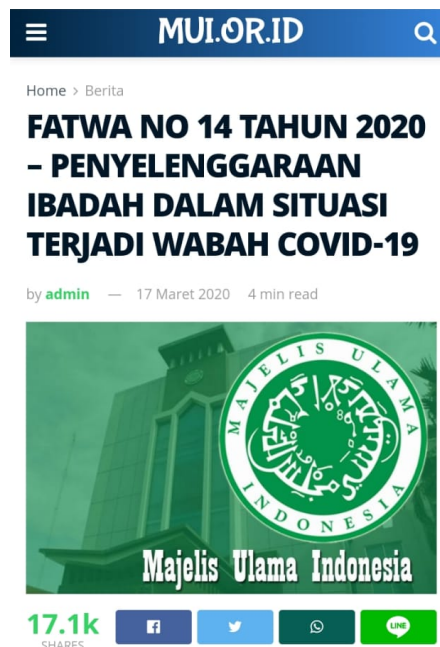 MUI.OR.ID
Home > Berita
FATWA NO 14 TAHUN 2020
– PENYELENGGARAAN
IBADAH DALAM SITUASI
TERJADI WABAH COVID-19
by admin — 17 Maret 2020 4 min read
MAJELIS ULAMA
INDONESIA
Majelis Ulama Indonesia
17.1k
SHARES
LINE